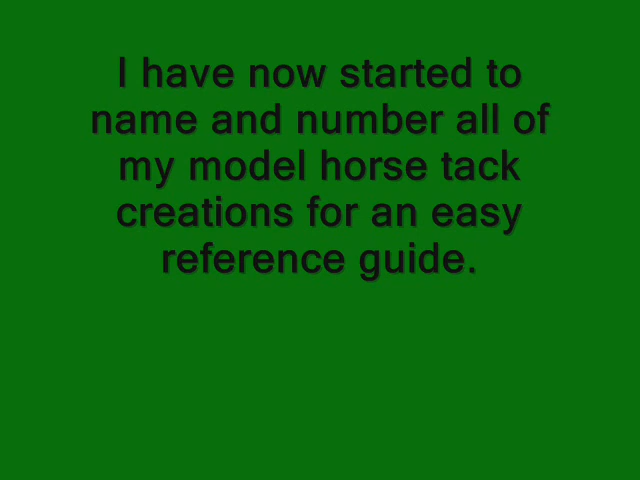 I have now started to
name and number all of
my model horse tack
creations for an easy
reference guide.